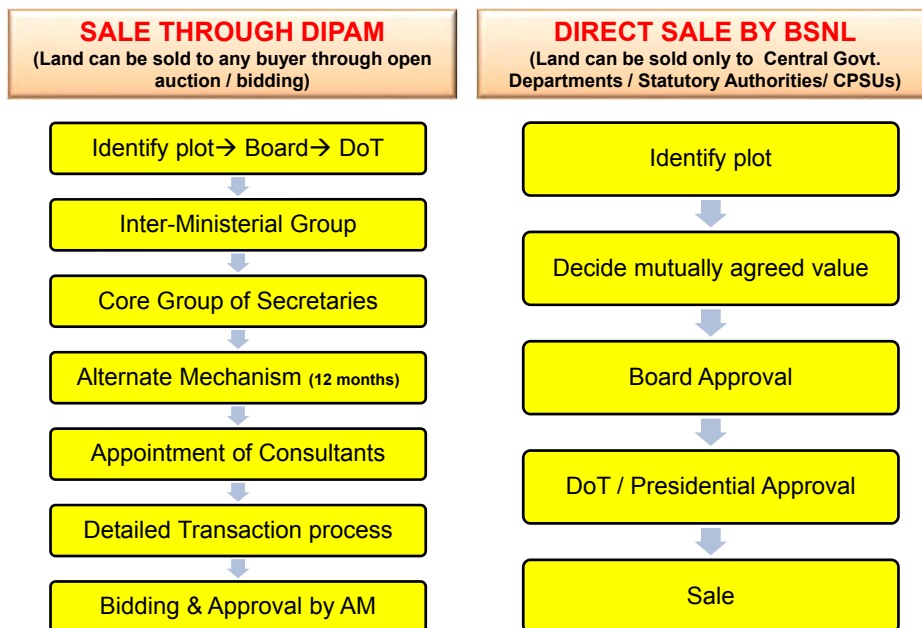 SALE THROUGH DIPAM
(Land can be sold to any buyer through open
auction / bidding)
Identify plot→ Board→ DoT
Inter-Ministerial Group
Core Group of Secretaries
Alternate Mechanism (12 months)
Appointment of Consultants
Detailed Transaction process
Bidding & Approval by AM
DIRECT SALE BY BSNL
(Land can be sold only to Central Govt.
Departments / Statutory Authorities/ CPSUs)
Identify plot
Decide mutually agreed value
Board Approval
DoT / Presidential Approval
Sale